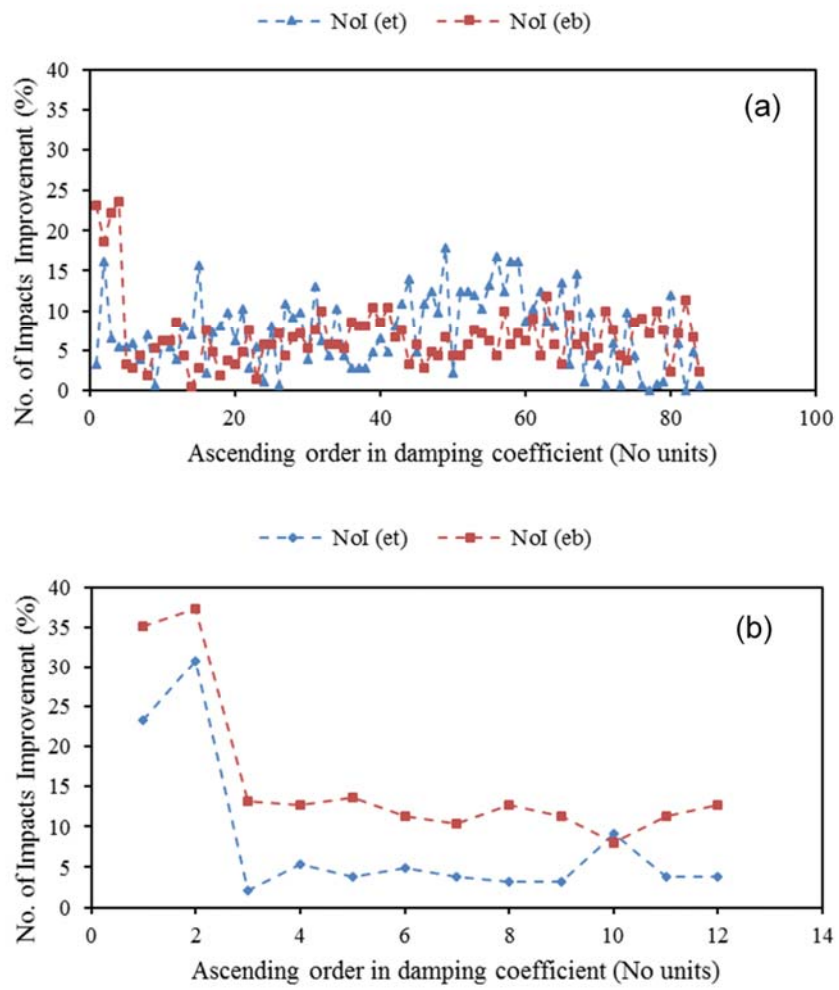 NoI (et) NoI (eb)
40
35
30
25
20
15
10
5
0
No. of Impacts Improvement (%)
(a)
0 20 40 60 80 100
Ascending order in damping coefficient (No units)
NoI (et) NoI (eb)
40
35
30
25
20
15
10
5
0
No. of Impacts Improvement (%)
(b)
0 2 4 6 8 10 12 14
Ascending order in damping coefficient (No units)